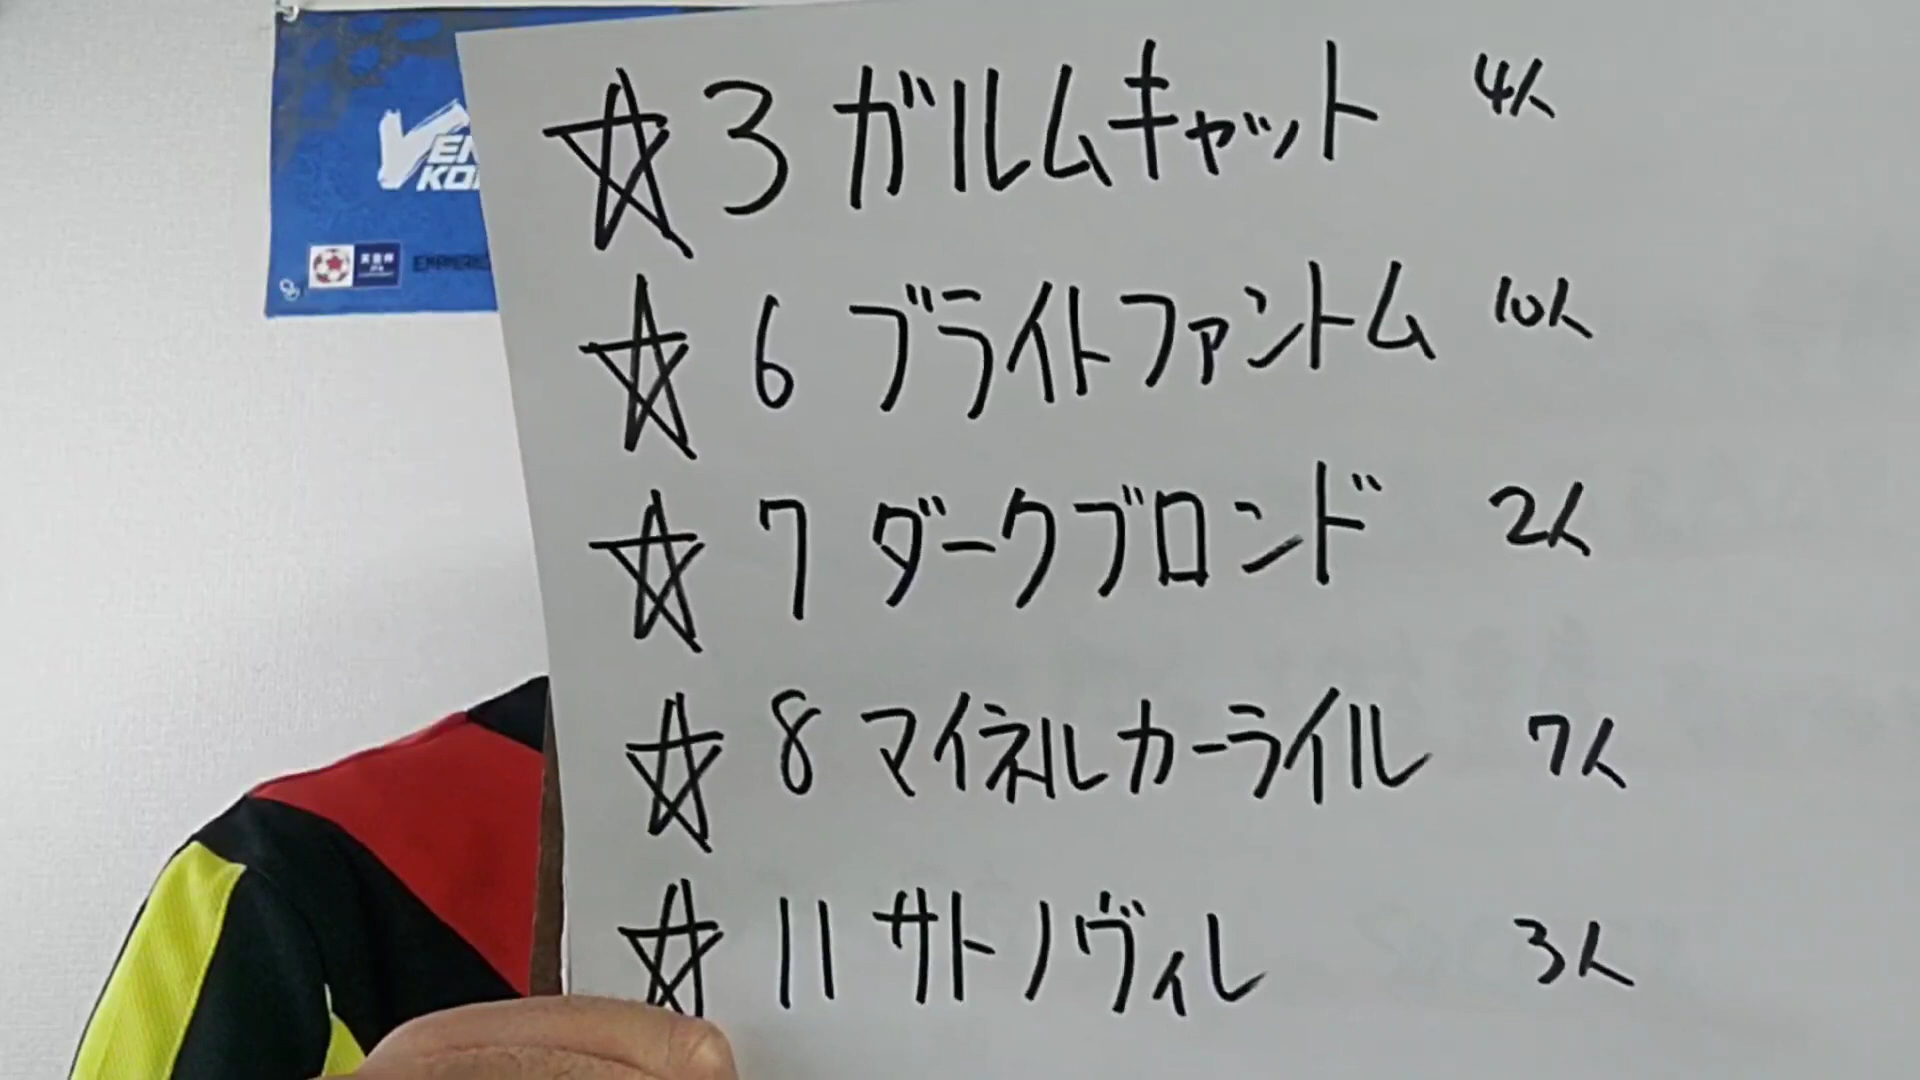 ☆ 3 ガルムキャット 4人
☆ 6 ブライトファントム 10人
☆ 7 ダークブロンド 2人
☆ 8 マイネルカーライル 7人
☆ 11 サトノヴィレ 3人